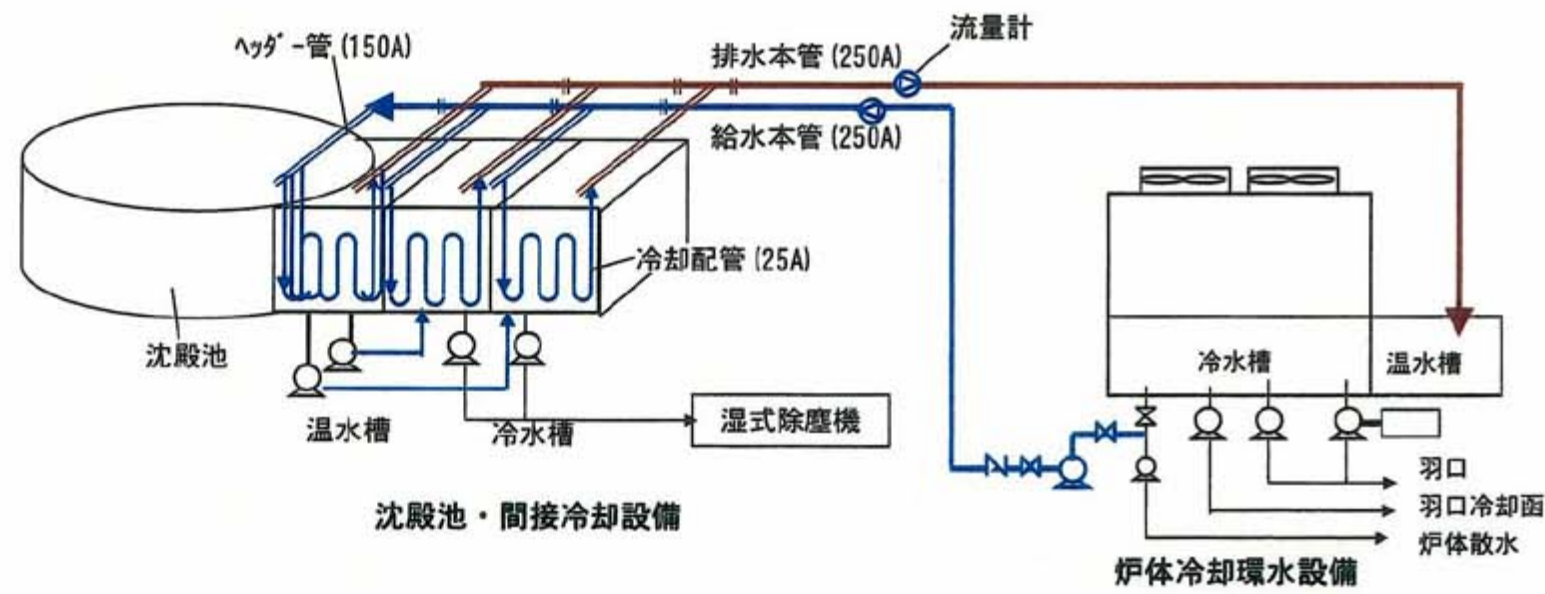 流量計
ﾍｯﾀﾞｰ管(150A)
排水本管(250A)
給水本管(250A)
冷却配管(25A)
沈殿池
冷水槽
温水槽
温水槽
冷水槽
湿式除塵機
羽口
羽口冷却函
炉体散水
沈殿池・間接冷却設備
炉体冷却環水設備